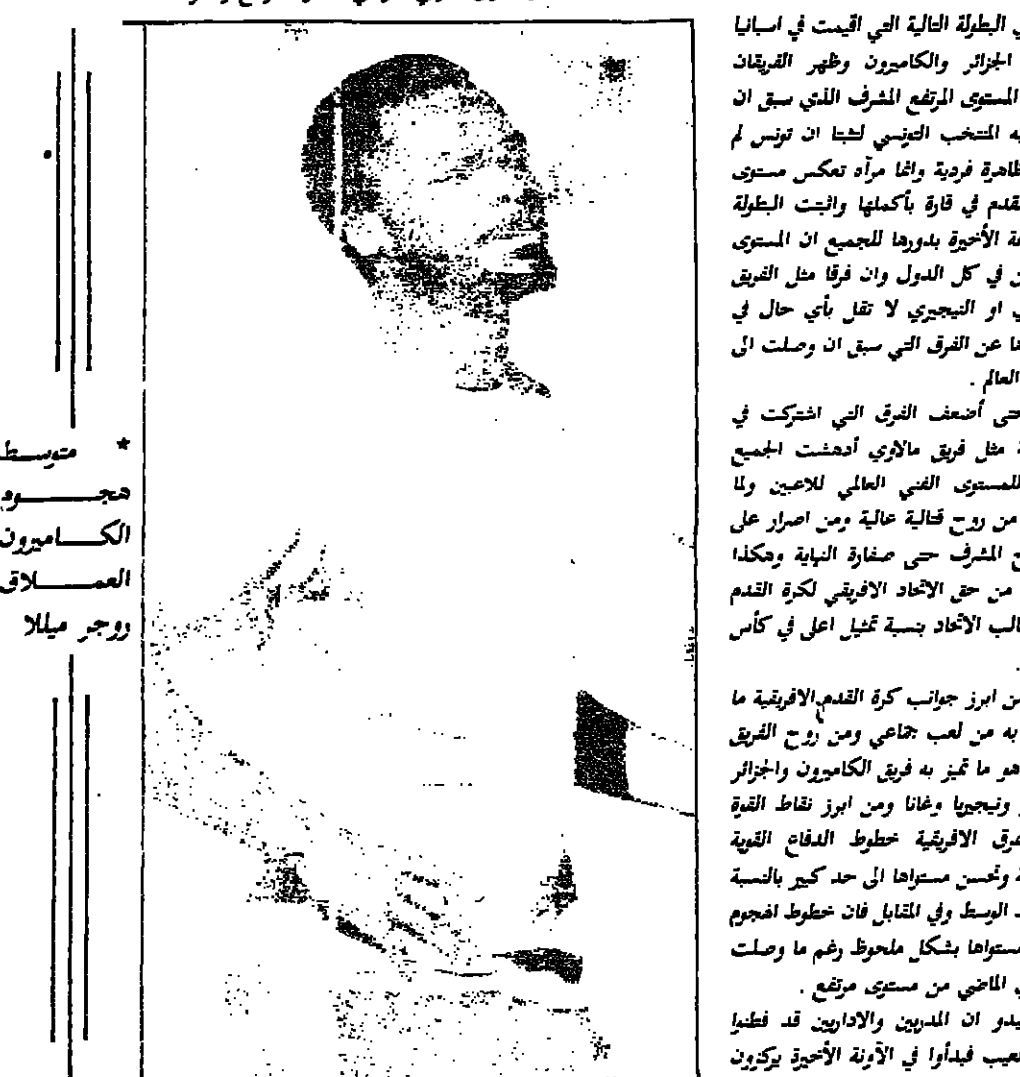 البطولة التالية التي اقيمت في اسبانيا
الجزائر والكاميرون وظهر الفريقان
المستوى المرتفع المشرف الذي سبق ان
المنتخب التونسي لثبتا ان تونس لم
فردية وانما مرآه تعكس مستوى
في قارة بأكملها واثبتت البطولة
الأخيرة بدورها للجميع ان المستوى
في كل الدول وان فرقا مثل الفريق
او النيجيري لا تقل بأي حال في
عن الفرق التي سبق ان وصلت الى
العالم .
حتى أضعف الفرق التي اشتركت في
مثل فريق مالاوي أدهشت الجميع
للمستوى الفني العالمي للاعبين ولما
من روح قتالية عالية ومن اصرار على
المشرف حتى صفارة النهاية وهكذا
من حق الاتحاد الافريقي لكرة القدم
الاتحاد بنسبة تمثيل اعلى في كأس
.
من ابرز جوانب كرة القدم الافريقية ما
به من لعب جماعي ومن روح الفريق
هو ما تميز به فريق الكاميرون والجزائر
ونيجيريا وغانا ومن ابرز نقاط القوة
الافريقية خطوط الدفاع القوية
وتحسن مستواها الى حد كبير بالنسبة
الوسط وفي المقابل فان خطوط الهجوم
مستواها بشكل ملحوظ رغم ما وصلت
الماضي من مستوى مرتفع .
ان المدربين والاداريين قد فطنوا
فبدأوا في الآونة الأخيرة يركزون
* متوسط
هجوم
الكاميرون
العملاق
روجر ميللا